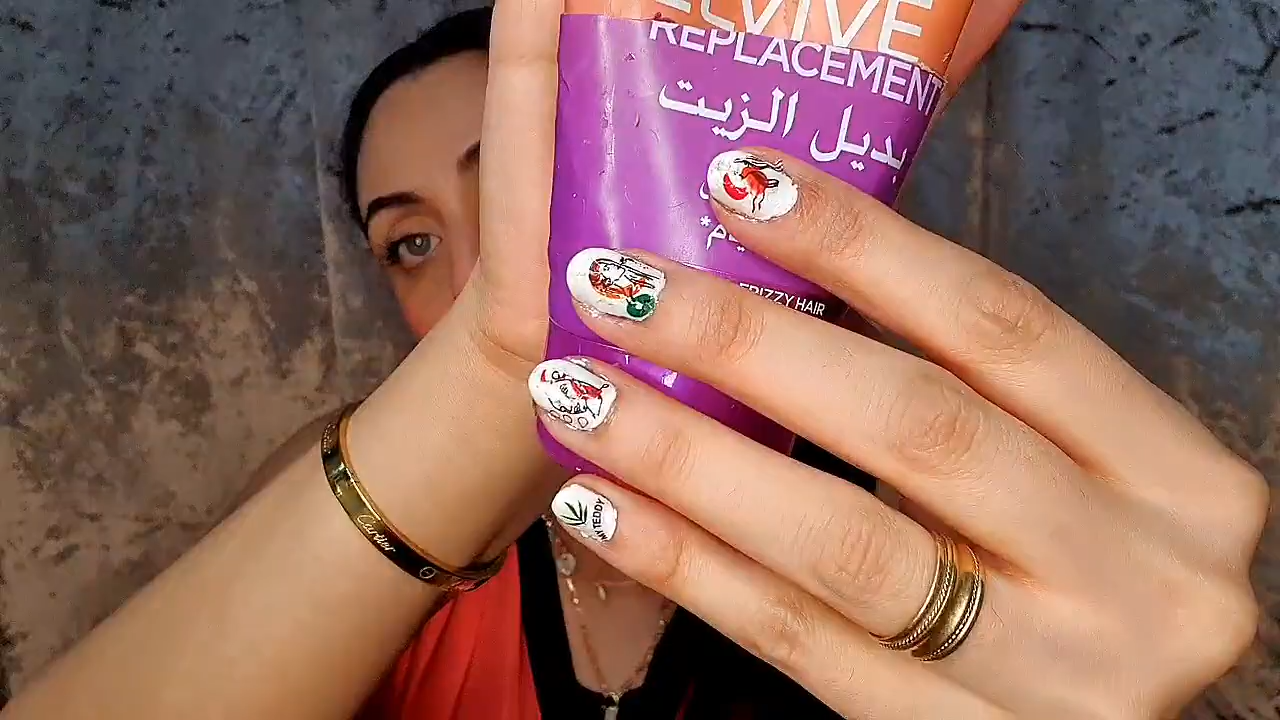 ELVIVE
REPLACEMENT
بديل الزيت
FRIZZY HAIR
Cartier
TEDDY